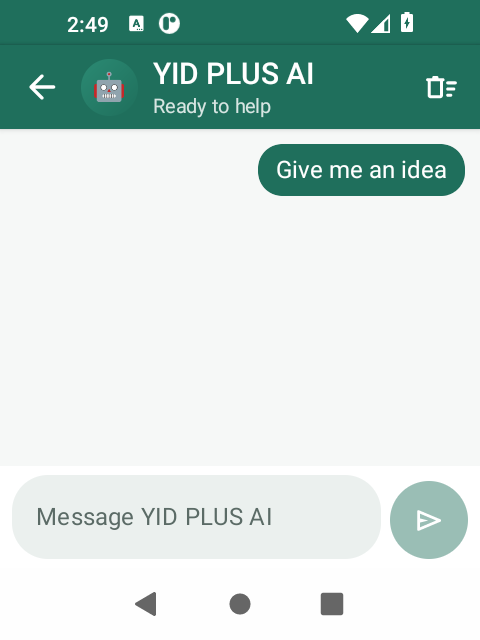 2:49
YID PLUS AI
Ready to help
Give me an idea
Message YID PLUS AI